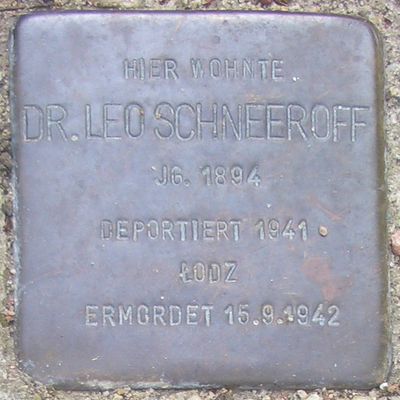 HIER WOHNTE
DR. LEO SCHNEEROFF
JG. 1894
DEPORTIERT 1941
ŁODZ
ERMORDET 15.9.1942